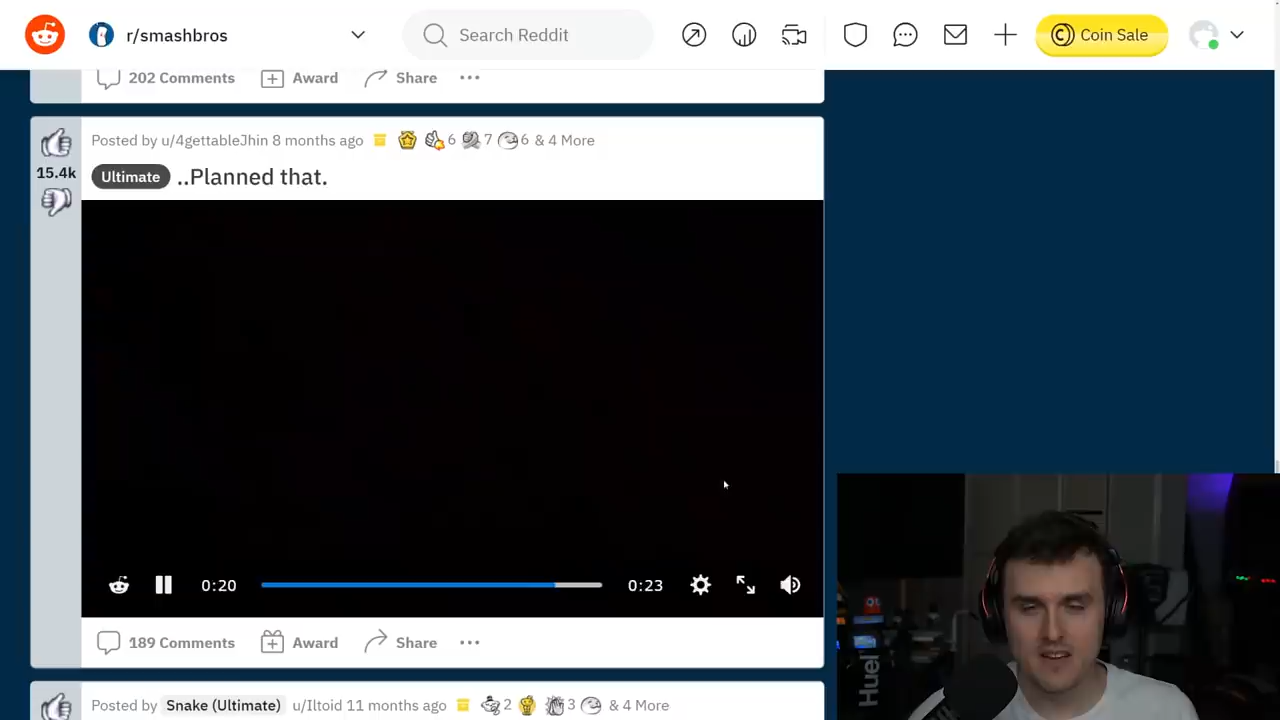 r/smashbros
Search Reddit
Coin Sale
202 Comments
Award
Share
Posted by u/4gettableJhin 8 months ago
6
7
6
& 4 More
15.4k
Ultimate
..Planned that.
0:20
0:23
189 Comments
Award
Share
Posted by
Snake (Ultimate)
u/Iltoid 11 months ago
2
3
& 4 More
Huel